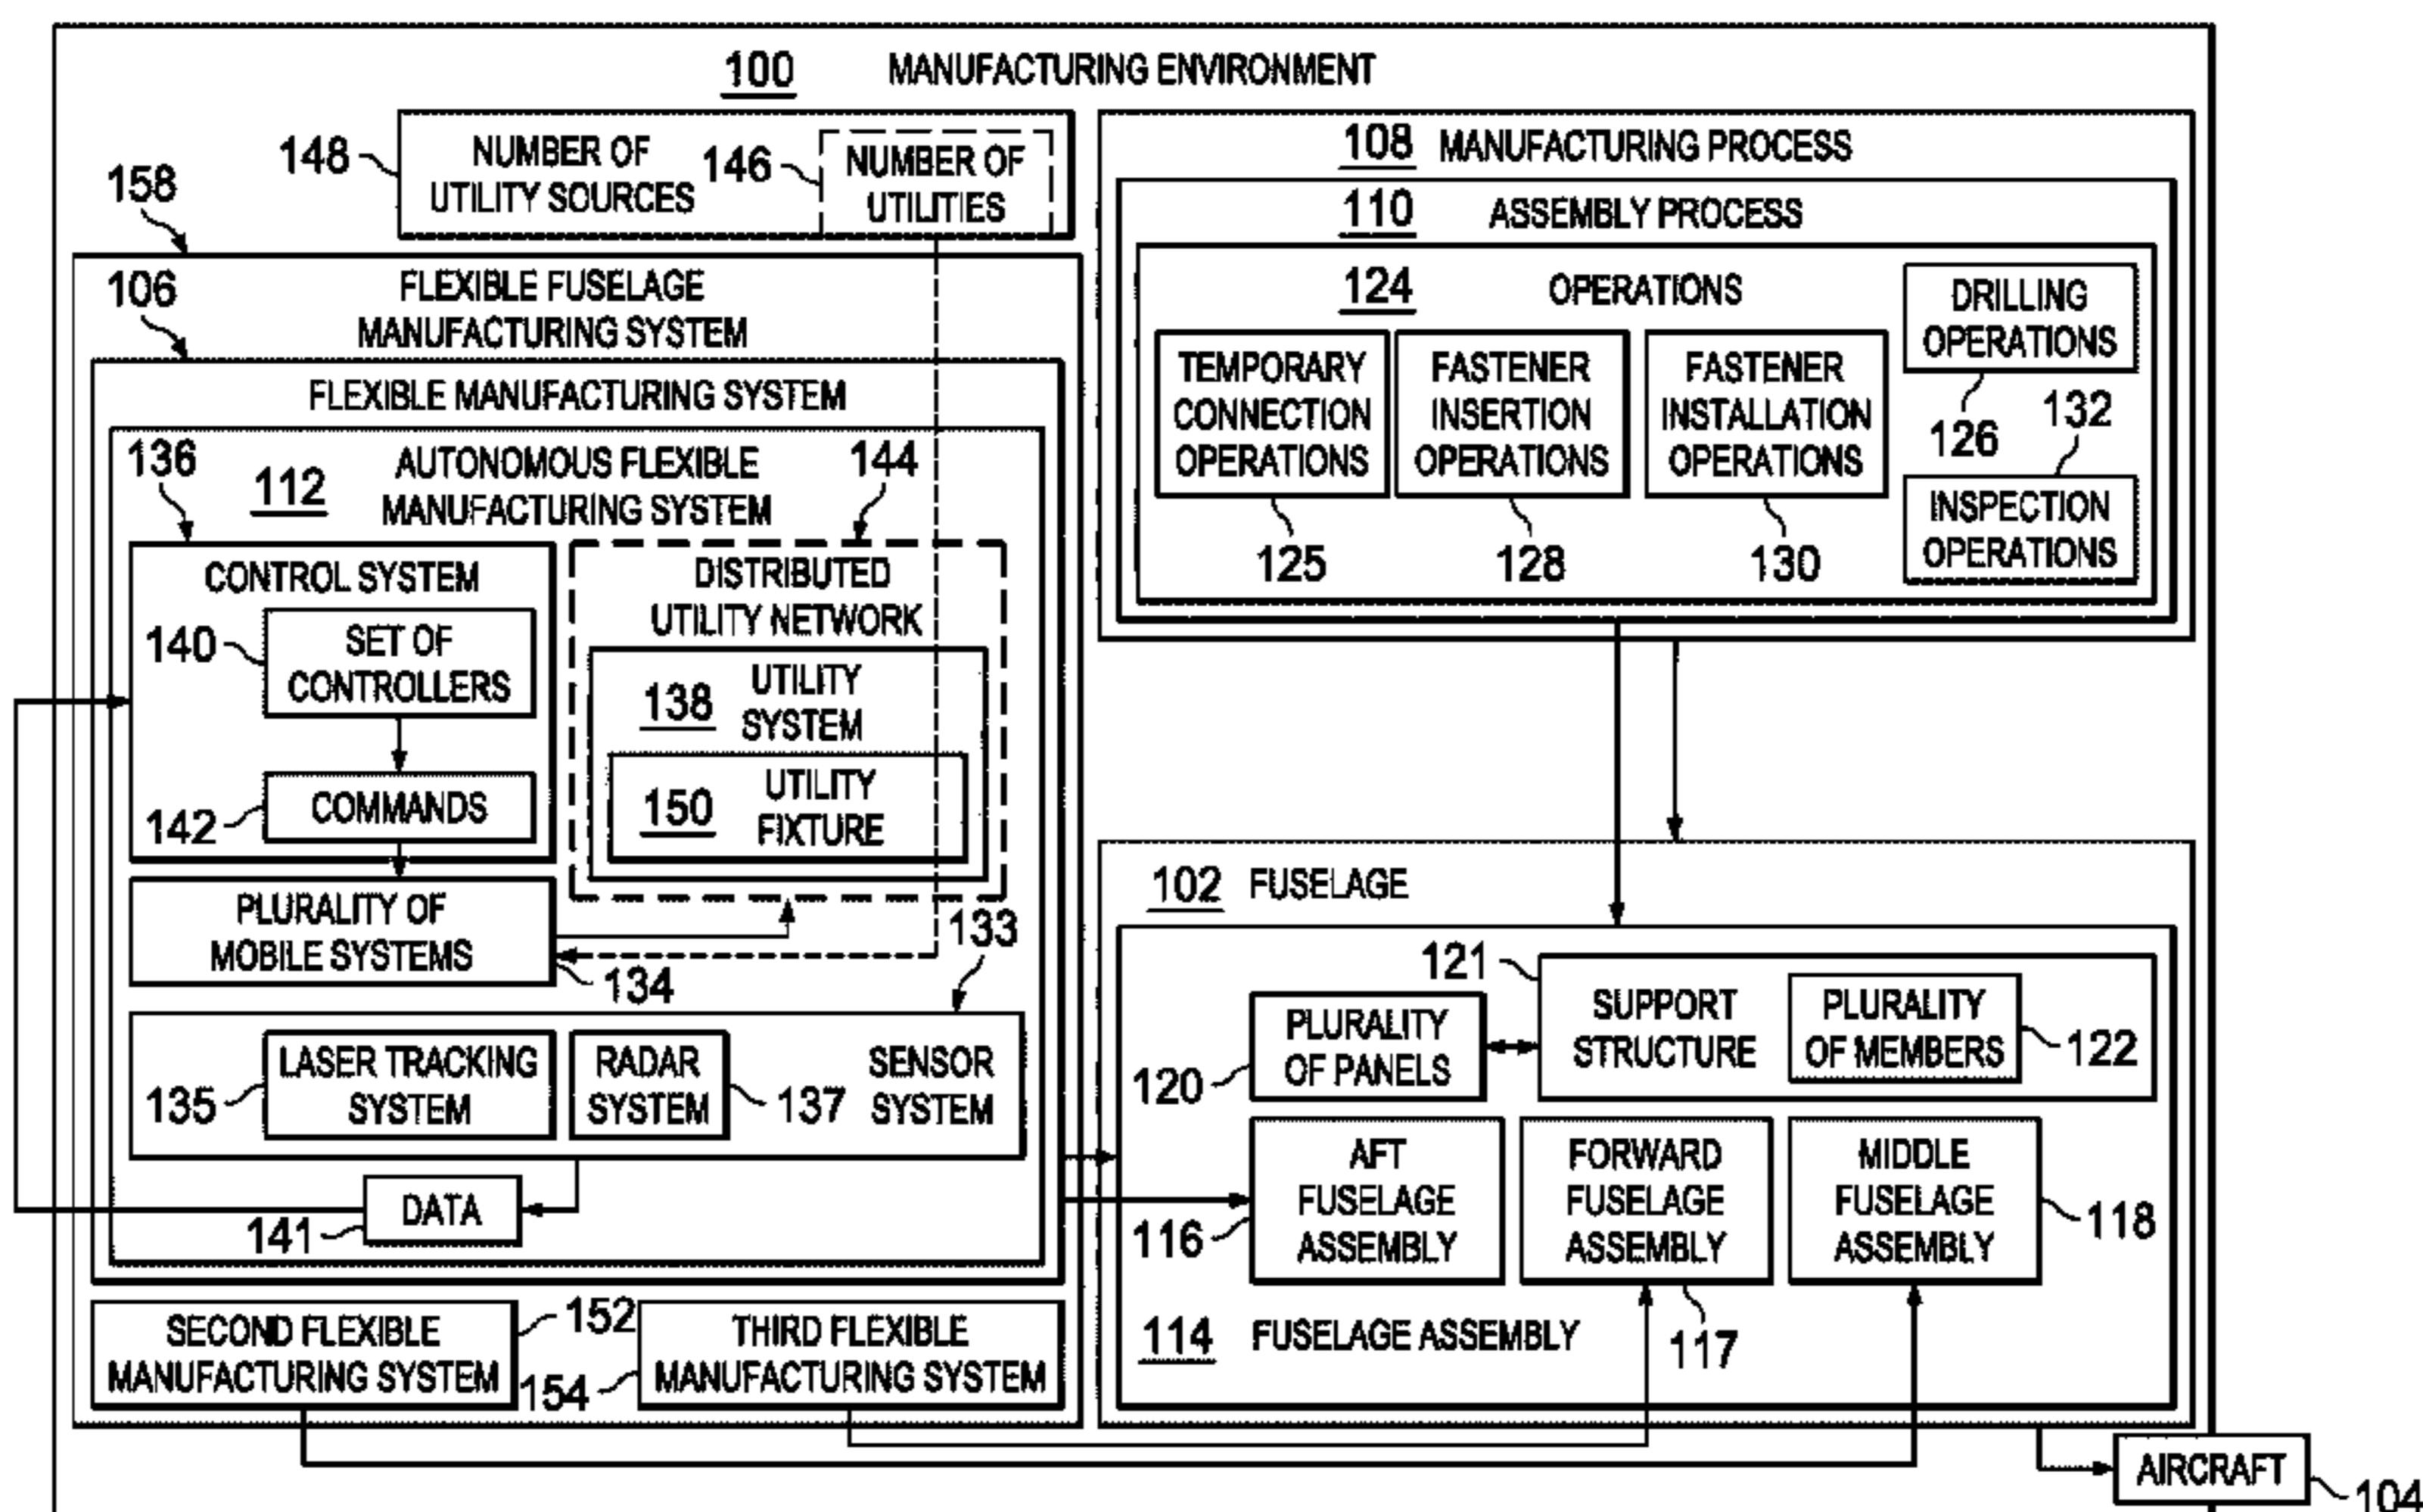 100 MANUFACTURING ENVIRONMENT
148
NUMBER OF
UTILITY SOURCES
146
NUMBER OF
UTILITIES
158
106
FLEXIBLE FUSELAGE
MANUFACTURING SYSTEM
FLEXIBLE MANUFACTURING SYSTEM
136
112
AUTONOMOUS FLEXIBLE
MANUFACTURING SYSTEM
144
CONTROL SYSTEM
140
SET OF
CONTROLLERS
142
COMMANDS
DISTRIBUTED
UTILITY NETWORK
138
UTILITY
SYSTEM
150
UTILITY
FIXTURE
PLURALITY OF
MOBILE SYSTEMS
134
133
135
LASER TRACKING
SYSTEM
RADAR
SYSTEM
137
SENSOR
SYSTEM
141
DATA
SECOND FLEXIBLE
MANUFACTURING SYSTEM
152
154
THIRD FLEXIBLE
MANUFACTURING SYSTEM
108 MANUFACTURING PROCESS
110 ASSEMBLY PROCESS
124 OPERATIONS
TEMPORARY
CONNECTION
OPERATIONS
125
FASTENER
INSERTION
OPERATIONS
128
FASTENER
INSTALLATION
OPERATIONS
130
DRILLING
OPERATIONS
126
132
INSPECTION
OPERATIONS
102 FUSELAGE
121
SUPPORT
STRUCTURE
PLURALITY
OF MEMBERS
122
PLURALITY
OF PANELS
120
AFT
FUSELAGE
ASSEMBLY
116
FORWARD
FUSELAGE
ASSEMBLY
117
MIDDLE
FUSELAGE
ASSEMBLY
118
114 FUSELAGE ASSEMBLY
AIRCRAFT
104